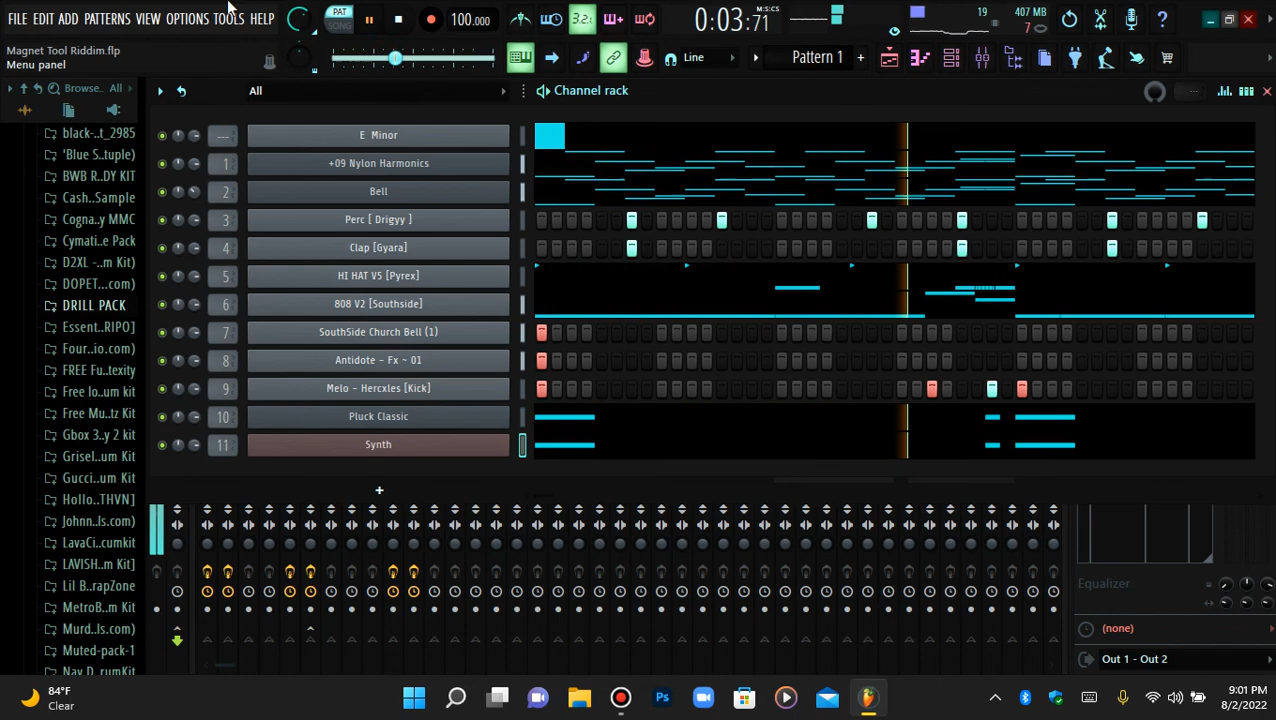 FILE EDIT ADD PATTERNS VIEW OPTIONS TOOLS HELP
PAT
SONG
100.000
3.2
0:03:71
M:S:CS
19
407 MB
7
Magnet Tool Riddim.flp
Menu panel
Line
Pattern 1
Browse.. All
All
Channel rack
black-..t_2985
'Blue S..tuple)
BWB R..DY KIT
Cash..Sample
Cogna..y MMC
Cymati..e Pack
D2XL -..m Kit)
DOPET...com)
DRILL PACK
Essent..RIPO]
Four..io.com)
FREE Fu..texity
Free lo..um kit
Free Mu..tz Kit
Gbox 3..y 2 kit
Grisel..um Kit
Gucci..um Kit
Hollo..THVN]
Johnn..ls.com)
LavaCi..cumkit
LAVISH..m Kit]
Lil B..rapZone
MetroB..m Kit
Murd..ls.com)
Muted-pack-1
Nav D..rum Kit
--- E Minor
1 +09 Nylon Harmonics
2 Bell
3 Perc [ Drigyy ]
4 Clap [Gyara]
5 HI HAT V5 [Pyrex]
6 808 V2 [Southside]
7 SouthSide Church Bell (1)
8 Antidote - Fx ~ 01
9 Melo - Hercxles [Kick]
10 Pluck Classic
11 Synth
+
Equalizer
(none)
Out 1 - Out 2
84°F
Clear
Ps
9:01 PM
8/2/2022